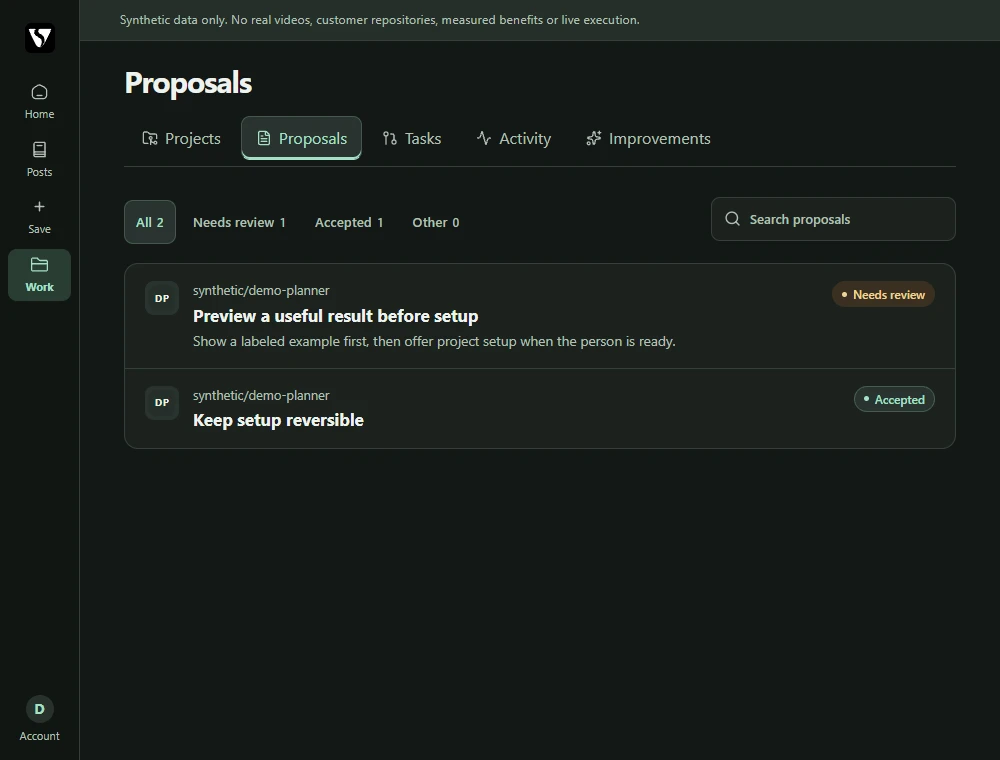 Synthetic data only. No real videos, customer repositories, measured benefits or live execution.
Home
Posts
Save
Work
D
Account
Proposals
Projects
Proposals
Tasks
Activity
Improvements
All 2
Needs review 1
Accepted 1
Other 0
Search proposals
DP
synthetic/demo-planner
Preview a useful result before setup
Show a labeled example first, then offer project setup when the person is ready.
Needs review
DP
synthetic/demo-planner
Keep setup reversible
Accepted